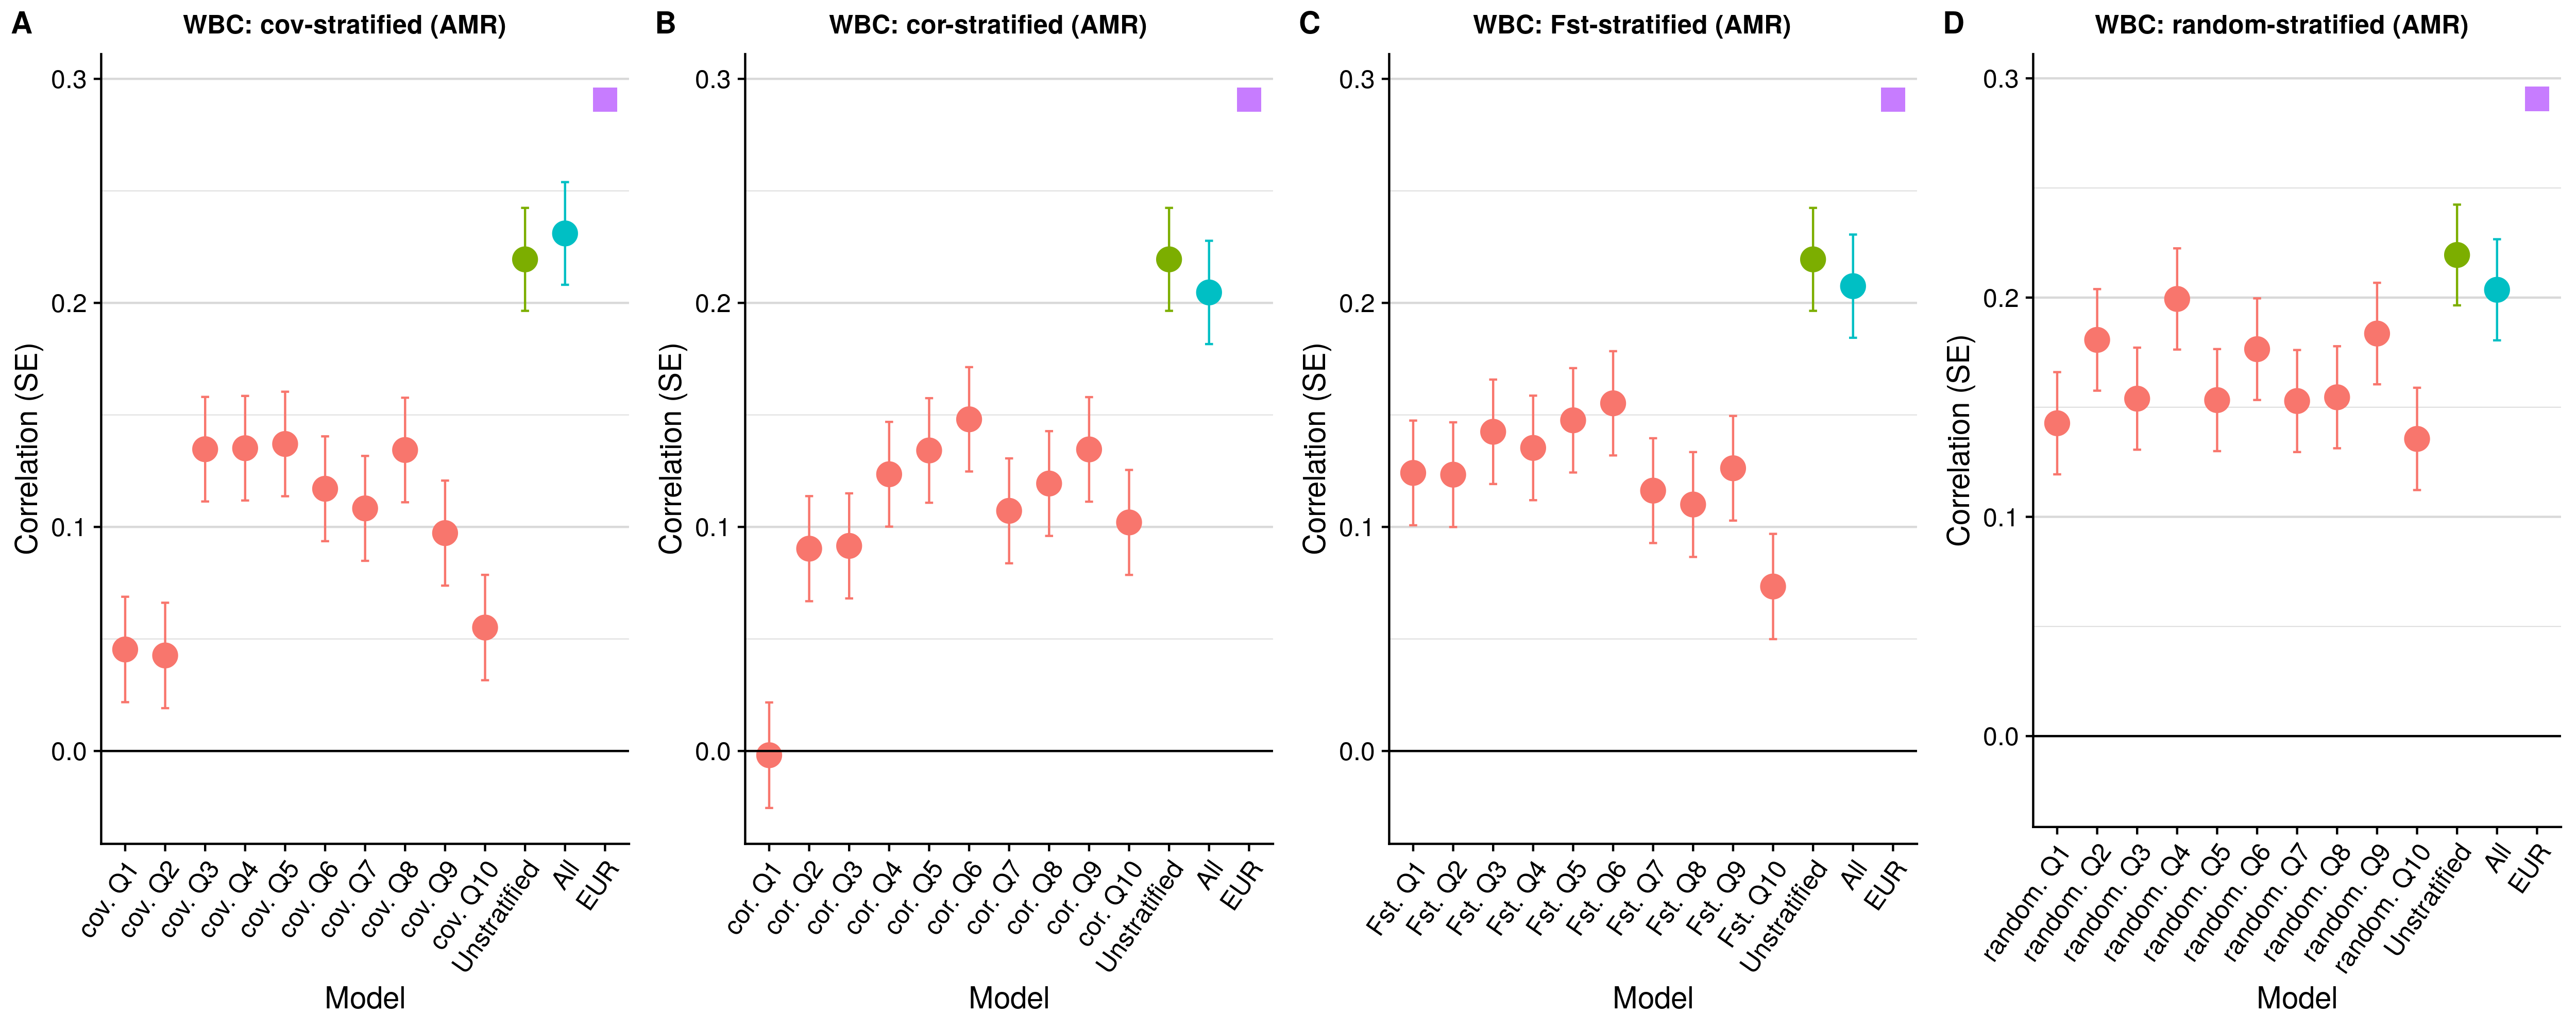 A
WBC: cov-stratified (AMR)
Correlation (SE)
0.3
0.2
0.1
0.0
cov. Q1
cov. Q2
cov. Q3
cov. Q4
cov. Q5
cov. Q6
cov. Q7
cov. Q8
cov. Q9
cov. Q10
Unstratified
All
EUR
Model
B
WBC: cor-stratified (AMR)
Correlation (SE)
0.3
0.2
0.1
0.0
cor. Q1
cor. Q2
cor. Q3
cor. Q4
cor. Q5
cor. Q6
cor. Q7
cor. Q8
cor. Q9
cor. Q10
Unstratified
All
EUR
Model
C
WBC: Fst-stratified (AMR)
Correlation (SE)
0.3
0.2
0.1
0.0
Fst. Q1
Fst. Q2
Fst. Q3
Fst. Q4
Fst. Q5
Fst. Q6
Fst. Q7
Fst. Q8
Fst. Q9
Fst. Q10
Unstratified
All
EUR
Model
D
WBC: random-stratified (AMR)
Correlation (SE)
0.3
0.2
0.1
0.0
random. Q1
random. Q2
random. Q3
random. Q4
random. Q5
random. Q6
random. Q7
random. Q8
random. Q9
random. Q10
Unstratified
All
EUR
Model